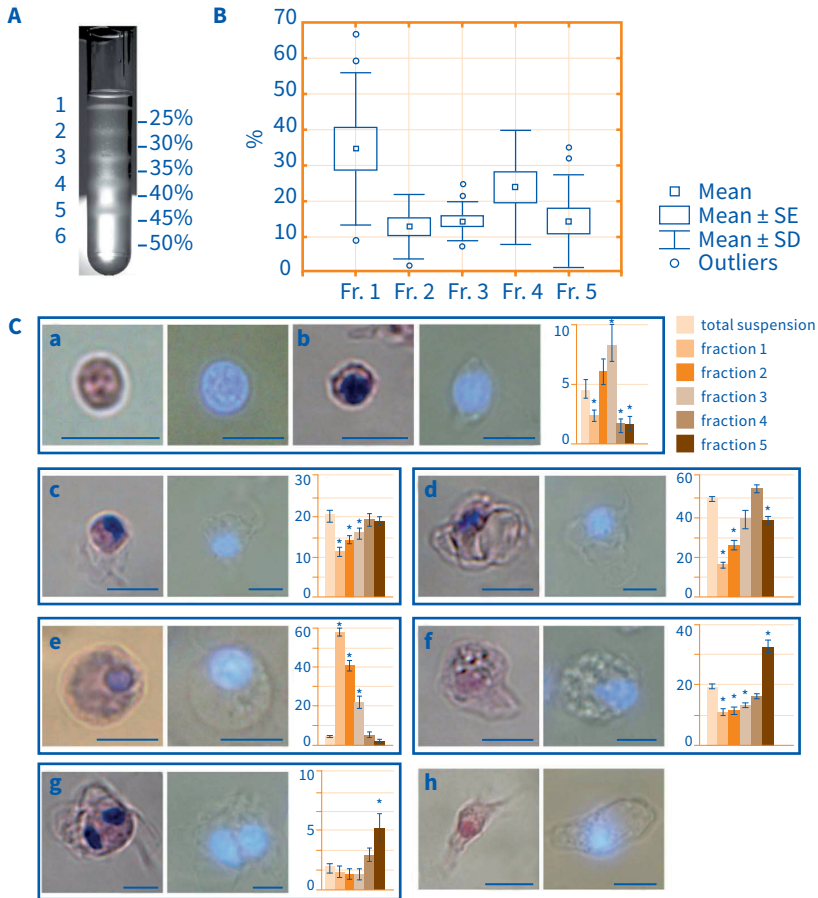 A
1
2
3
4
5
6
25%
30%
35%
40%
45%
50%
B
70
60
50
40
30
20
10
0
%
Fr. 1 Fr. 2 Fr. 3 Fr. 4 Fr. 5
Mean
Mean ± SE
Mean ± SD
Outliers
C
a
b
10
5
0
* * * * *
total suspension
fraction 1
fraction 2
fraction 3
fraction 4
fraction 5
c
30
20
10
0
* * *
d
60
40
20
0
* * *
e
60
40
20
0
* * *
f
40
20
0
* * * *
g
10
5
0
*
h